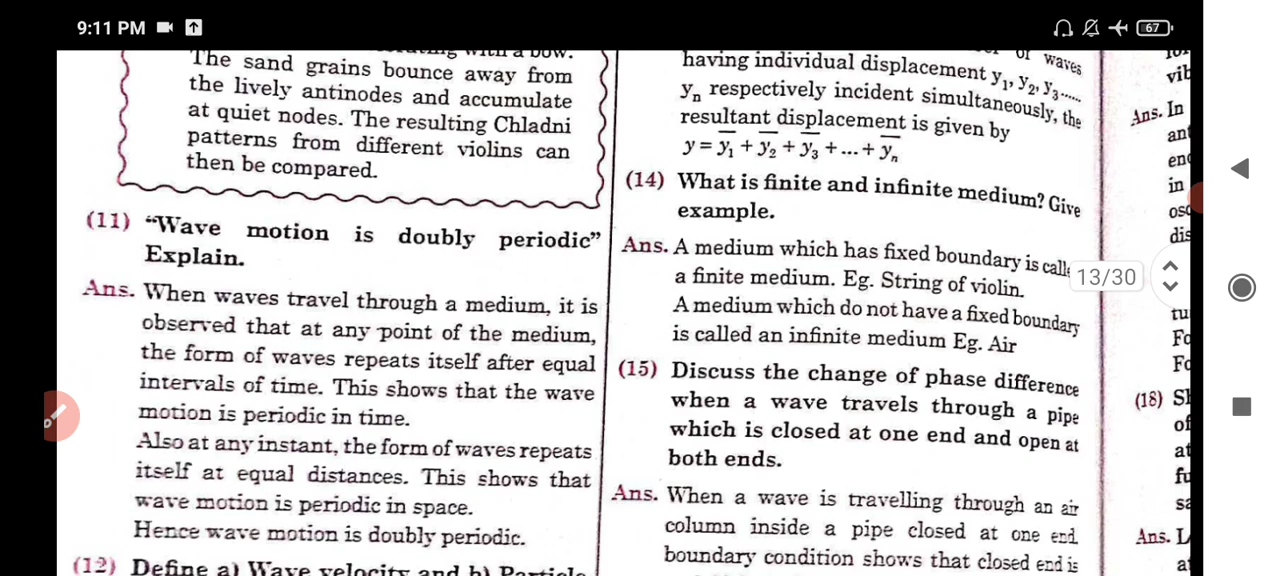 9:11 PM
67
The sand grains bounce away from
the lively antinodes and accumulate
at quiet nodes. The resulting Chladni
patterns from different violins can
then be compared.
(11) “Wave motion is doubly periodic”
Explain.
Ans. When waves travel through a medium, it is
observed that at any point of the medium,
the form of waves repeats itself after equal
intervals of time. This shows that the wave
motion is periodic in time.
Also at any instant, the form of waves repeats
itself at equal distances. This shows that
wave motion is periodic in space.
Hence wave motion is doubly periodic.
(12) Define a) Wave velocity and b) Particle
of waves
having individual displacement y₁, y₂, y₃.....
yₙ respectively incident simultaneously, the
resultant displacement is given by
y = y̅₁ + y̅₂ + y̅₃ + ... + y̅ₙ
(14) What is finite and infinite medium? Give
example.
Ans. A medium which has fixed boundary is
a finite medium. Eg. String of violin.
A medium which do not have a fixed boundary
is called an infinite medium Eg. Air
(15) Discuss the change of phase difference
when a wave travels through a pipe
which is closed at one end and open at
both ends.
Ans. When a wave is travelling through an air
column inside a pipe closed at one end
boundary condition shows that closed end is
13/30
Ans. In
in
(18)
of
at
Ans.